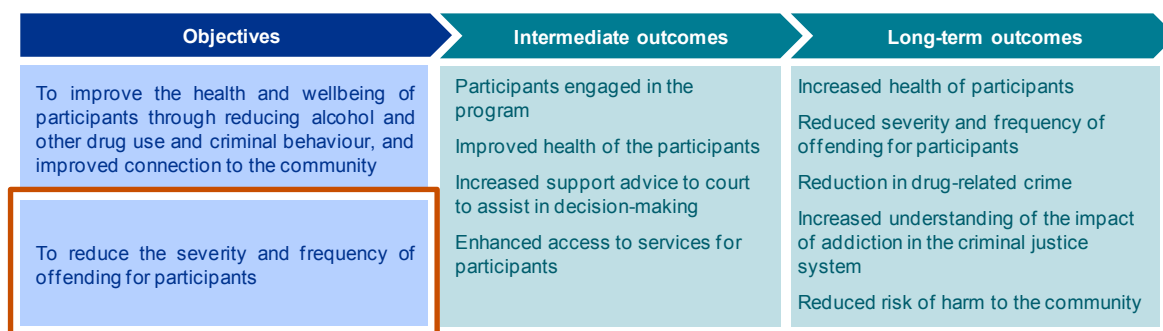 Objectives
Intermediate outcomes
Long-term outcomes
To improve the health and wellbeing of
participants through reducing alcohol and
other drug use and criminal behaviour, and
improved connection to the community
To reduce the severity and frequency of
offending for participants
Participants engaged in the
program
Improved health of the participants
Increased support advice to court
to assist in decision-making
Enhanced access to services for
participants
Increased health of participants
Reduced severity and frequency of
offending for participants
Reduction in drug-related crime
Increased understanding of the impact
of addiction in the criminal justice
system
Reduced risk of harm to the community